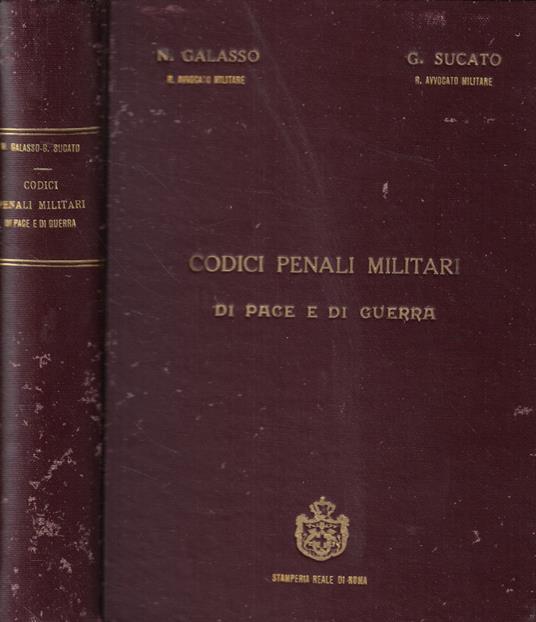 N. GALASSO-G. SUCATO
CODICI
PENALI MILITARI
DI PACE E DI GUERRA
N. GALASSO
R. AVVOCATO MILITARE
G. SUCATO
R. AVVOCATO MILITARE
CODICI PENALI MILITARI
DI PACE E DI GUERRA
STAMPERIA REALE DI ROMA